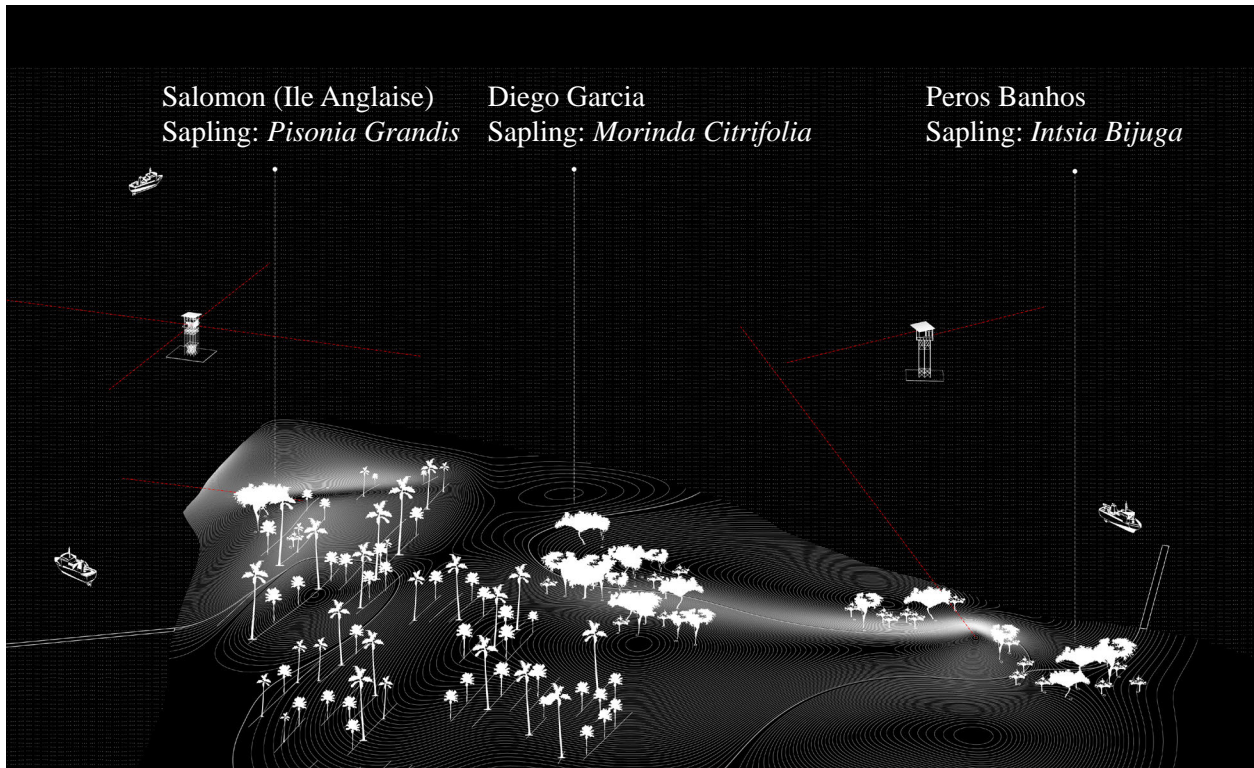 Salomon (Ile Anglaise)
Sapling: Pisonia Grandis
Diego Garcia
Sapling: Morinda Citrifolia
Peros Banhos
Sapling: Intsia Bijuga